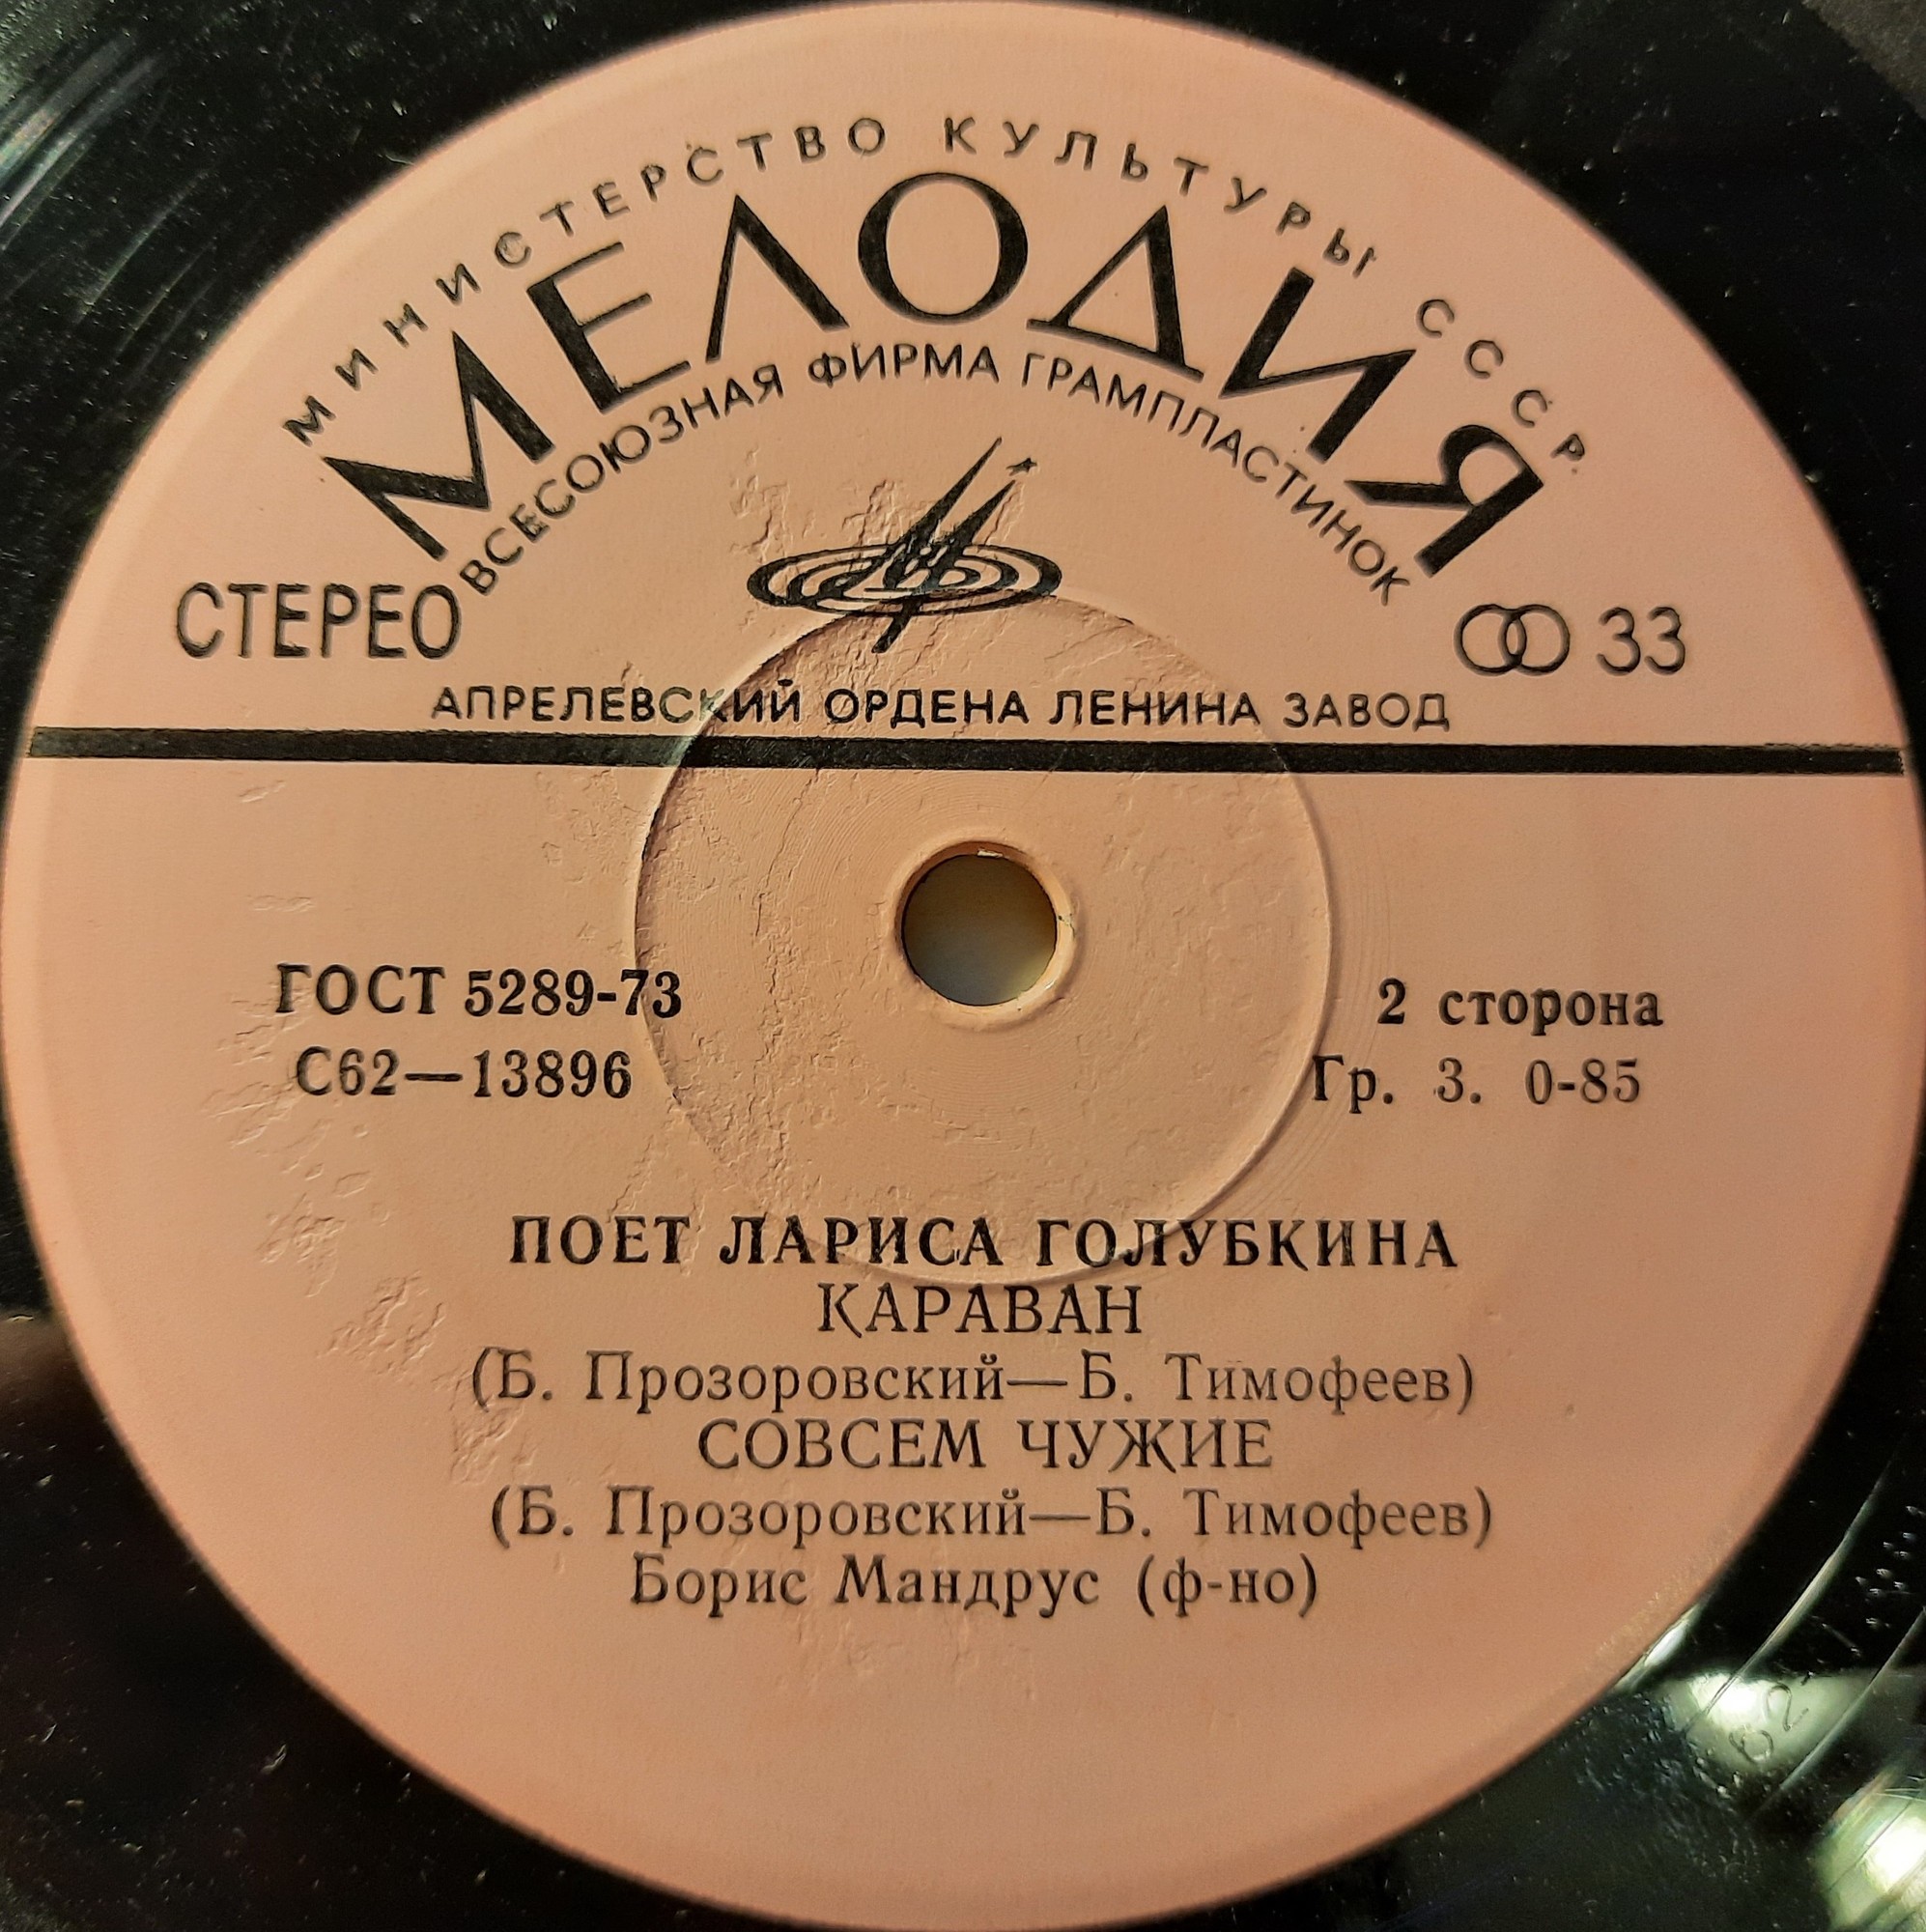 МИНИСТЕРСТВО КУЛЬТУРЫ СССР
МЕЛОДИЯ
ВСЕСОЮЗНАЯ ФИРМА ГРАМПЛАСТИНОК
СТЕРЕО
33
АПРЕЛЕВСКИЙ ОРДЕНА ЛЕНИНА ЗАВОД
ГОСТ 5289-73
2 сторона
С62—13896
Гр. 3. 0-85
ПОЕТ ЛАРИСА ГОЛУБКИНА
КАРАВАН
(Б. Прозоровский—Б. Тимофеев)
СОВСЕМ ЧУЖИЕ
(Б. Прозоровский—Б. Тимофеев)
Борис Мандрус (ф-но)